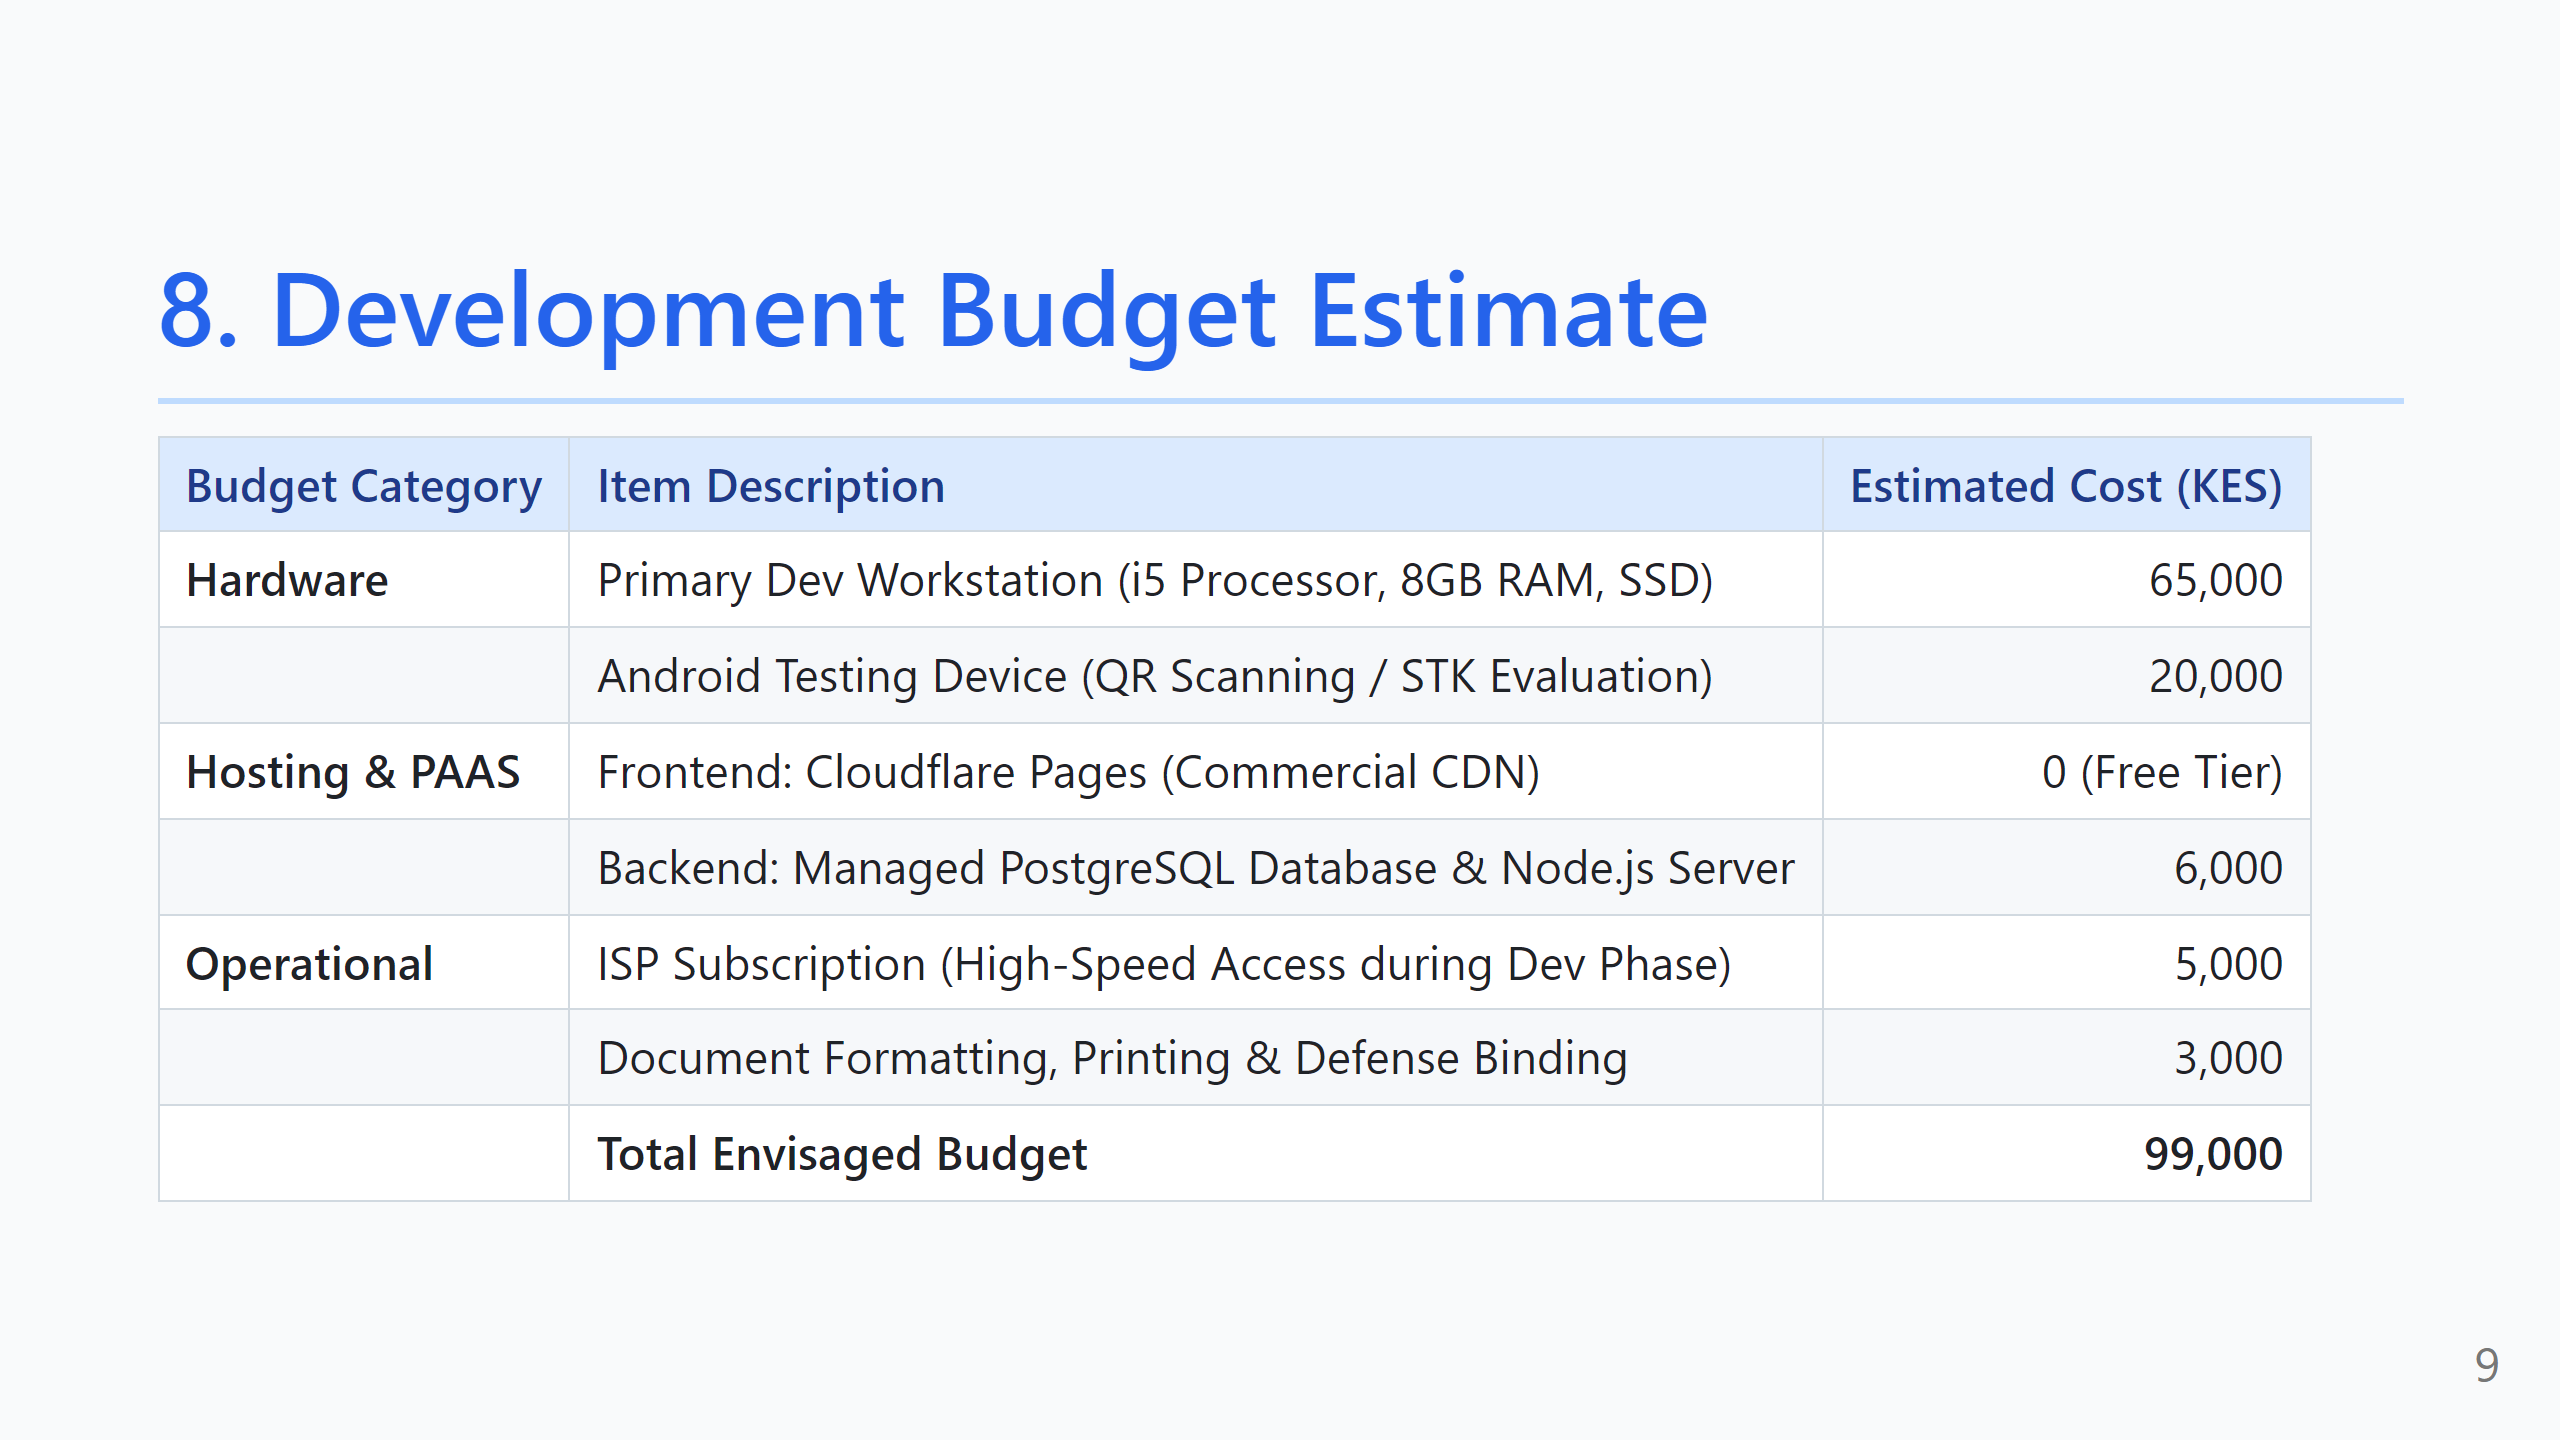 8. Development Budget Estimate
Budget Category Item Description Estimated Cost (KES)
Hardware Primary Dev Workstation (i5 Processor, 8GB RAM, SSD) 65,000
Android Testing Device (QR Scanning / STK Evaluation) 20,000
Hosting & PAAS Frontend: Cloudflare Pages (Commercial CDN) 0 (Free Tier)
Backend: Managed PostgreSQL Database & Node.js Server 6,000
Operational ISP Subscription (High-Speed Access during Dev Phase) 5,000
Document Formatting, Printing & Defense Binding 3,000
Total Envisaged Budget 99,000
9